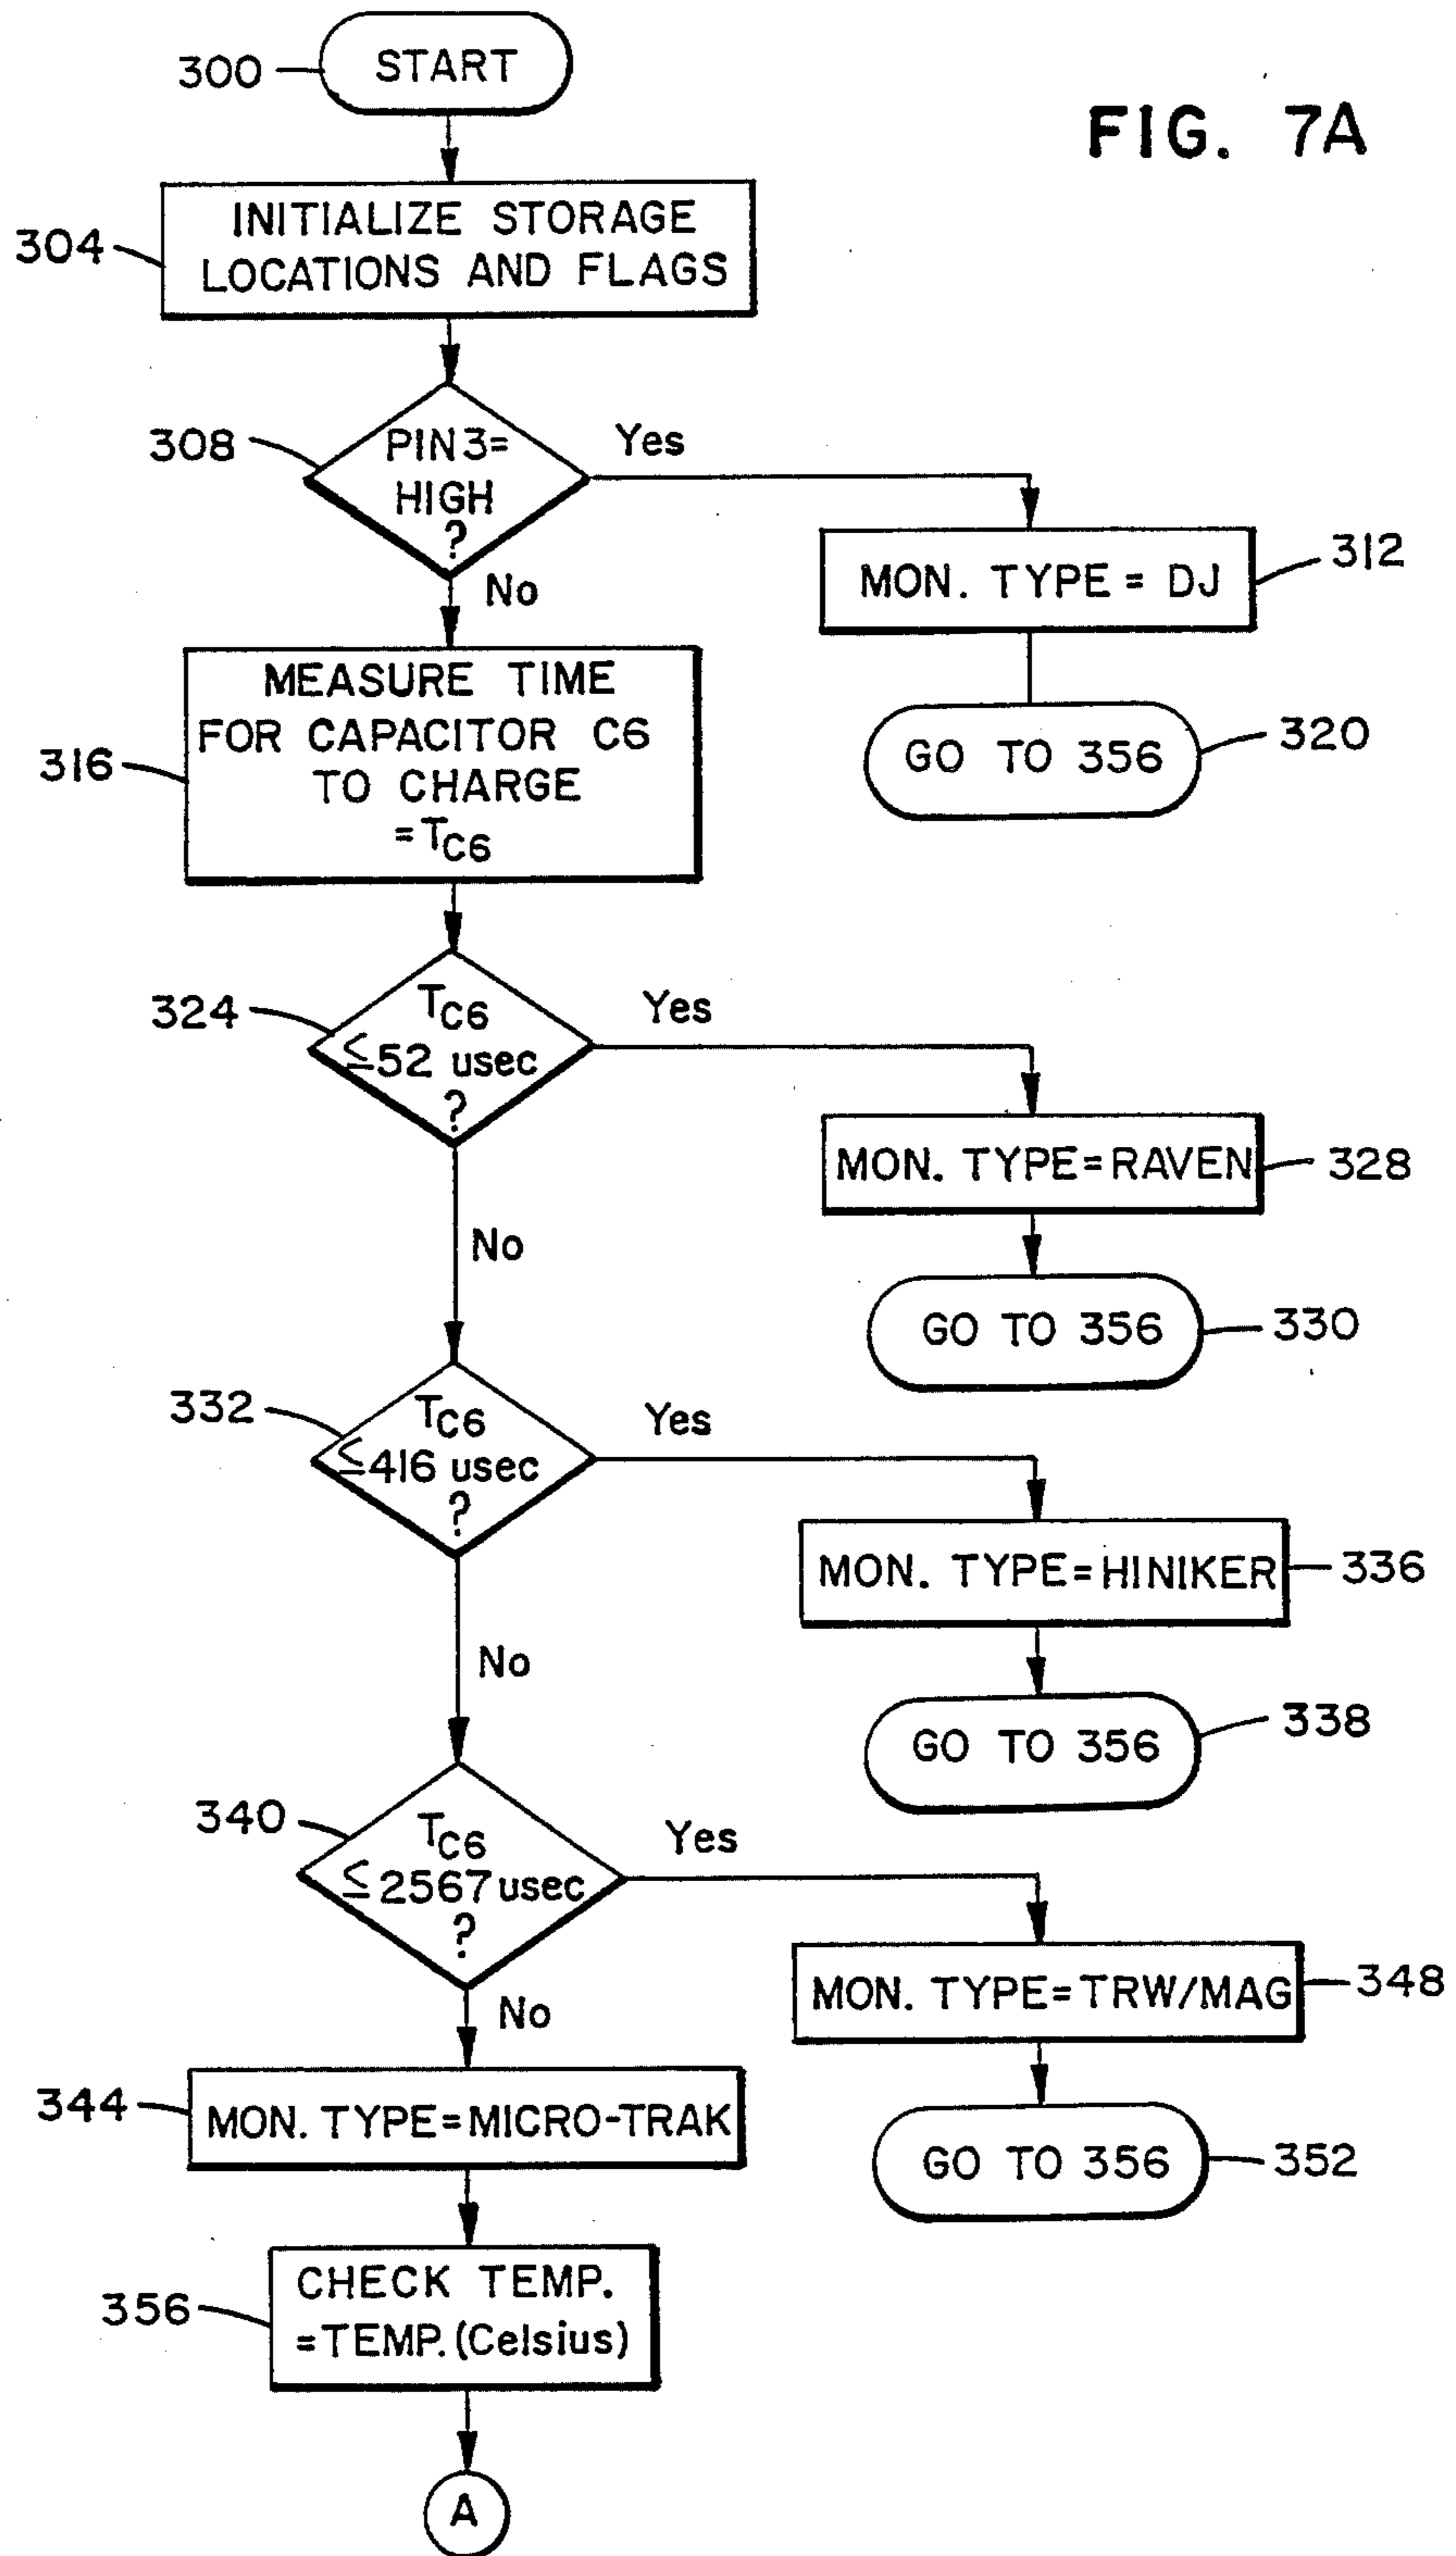 FIG. 7A
300
START
304
INITIALIZE STORAGE
LOCATIONS AND FLAGS
308
PIN3=
HIGH
?
Yes
No
MON. TYPE = DJ
312
GO TO 356
320
316
MEASURE TIME
FOR CAPACITOR C6
TO CHARGE
=TC6
324
TC6
≤52 usec
?
Yes
No
MON. TYPE=RAVEN
328
GO TO 356
330
332
TC6
≤416 usec
?
Yes
No
MON. TYPE=HINIKER
336
GO TO 356
338
340
TC6
≤2567 usec
?
Yes
No
MON. TYPE=TRW/MAG
348
GO TO 356
352
344
MON. TYPE=MICRO-TRAK
356
CHECK TEMP.
=TEMP.(Celsius)
A